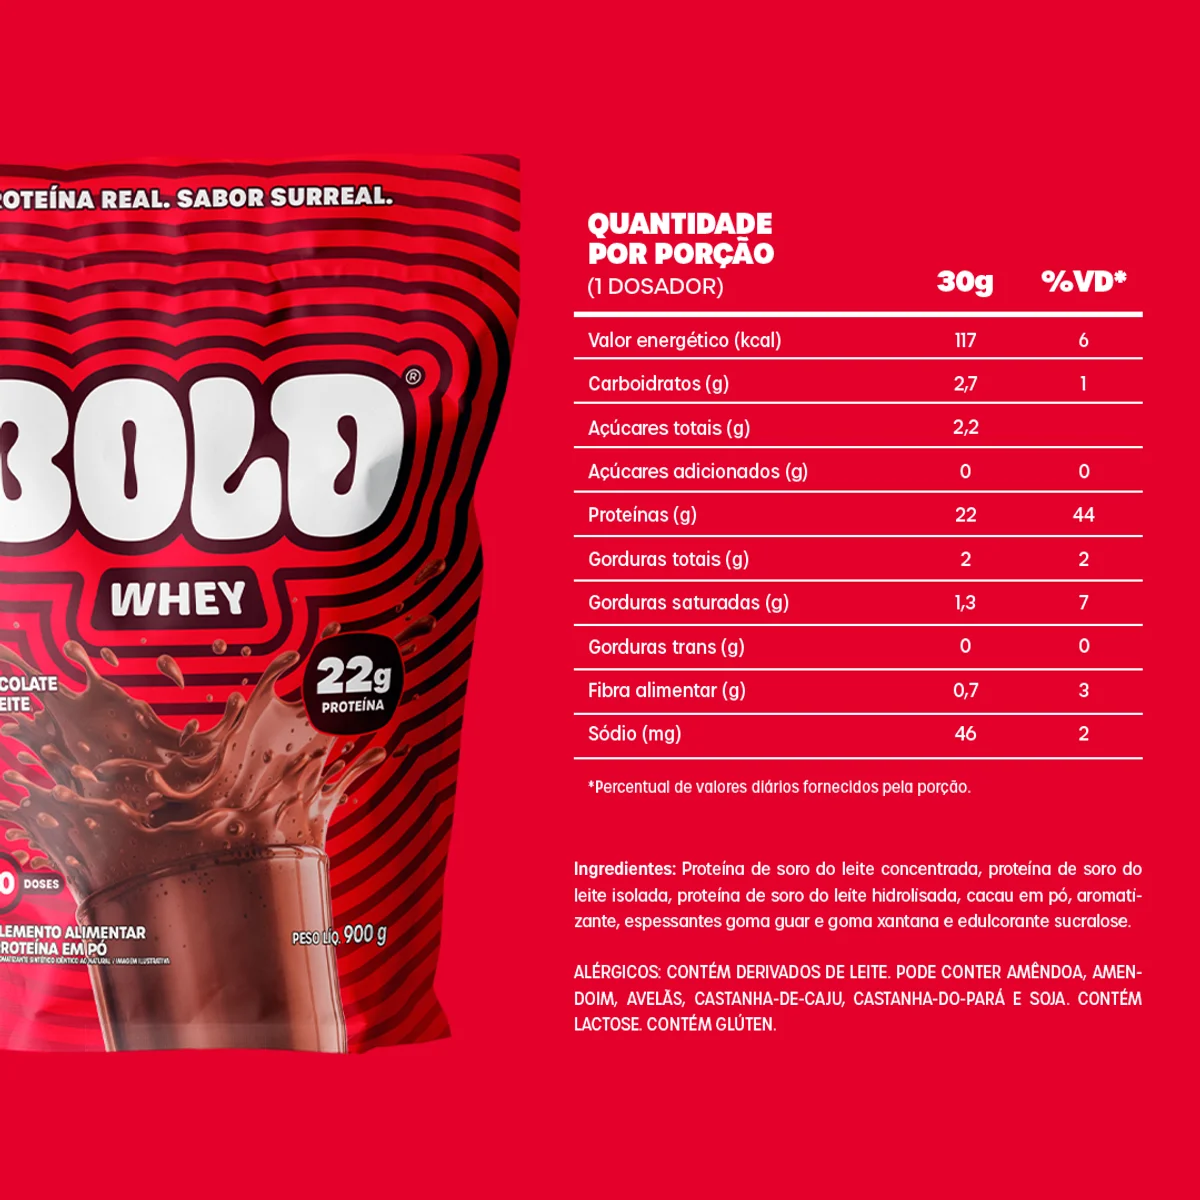 ROTEÍNA REAL. SABOR SURREAL.
BOLD®
WHEY
22g
PROTEÍNA
COLATE
EITE
0 DOSES
LEMENTO ALIMENTAR
ROTEÍNA EM PÓ
PESO LÍQ. 900 g
QUANTIDADE
POR PORÇÃO
(1 DOSADOR) 30g %VD*
Valor energético (kcal) 117 6
Carboidratos (g) 2,7 1
Açúcares totais (g) 2,2
Açúcares adicionados (g) 0 0
Proteínas (g) 22 44
Gorduras totais (g) 2 2
Gorduras saturadas (g) 1,3 7
Gorduras trans (g) 0 0
Fibra alimentar (g) 0,7 3
Sódio (mg) 46 2
*Percentual de valores diários fornecidos pela porção.
Ingredientes: Proteína de soro do leite concentrada, proteína de soro do
leite isolada, proteína de soro do leite hidrolisada, cacau em pó, aromati-
zante, espessantes goma guar e goma xantana e edulcorante sucralose.
ALÉRGICOS: CONTÉM DERIVADOS DE LEITE. PODE CONTER AMÊNDOA, AMEN-
DOIM, AVELÃS, CASTANHA-DE-CAJU, CASTANHA-DO-PARÁ E SOJA. CONTÉM
LACTOSE. CONTÉM GLÚTEN.